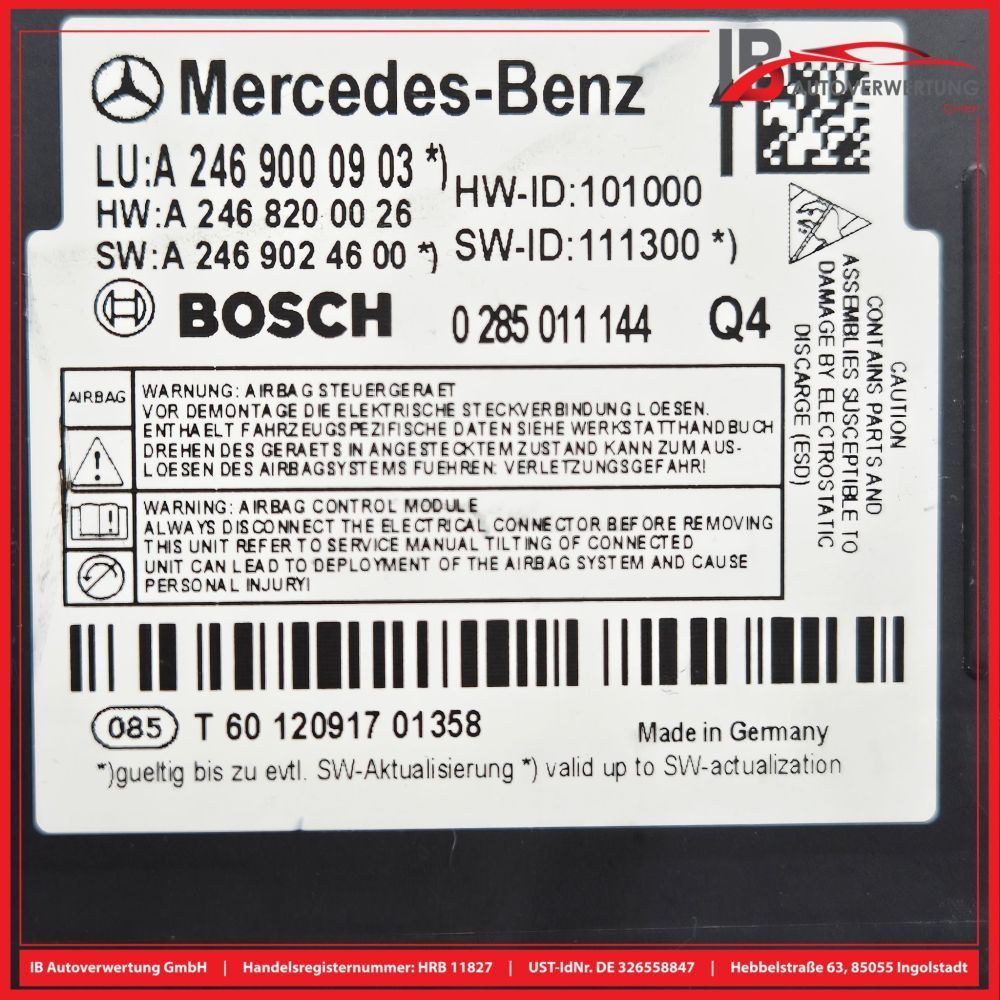 Mercedes-Benz
IB
AUTOVERWERTUNG
GmbH
LU:A 246 900 09 03 *)
HW:A 246 820 00 26
SW:A 246 902 46 00 *)
HW-ID:101000
SW-ID:111300 *)
BOSCH
0 285 011 144
Q4
CAUTION
CONTAINS PARTS AND
ASSEMBLIES SUSCEPTIBLE TO
DAMAGE BY ELECTROSTATIC
DISCHARGE (ESD)
AIRBAG
WARNUNG: AIRBAG STEUERGERAET
VOR DEMONTAGE DIE ELEKTRISCHE STECKVERBINDUNG LOESEN.
ENTHAELT FAHRZEUGSPEZIFISCHE DATEN SIEHE WERKSTATTHANDBUCH
DREHEN DES GERAETS IN ANGESTECKTEM ZUSTAND KANN ZUM AUS-
LOESEN DES AIRBAGSYSTEMS FUEHREN: VERLETZUNGSGEFAHR!
WARNING: AIRBAG CONTROL MODULE
ALWAYS DISCONNECT THE ELECTRICAL CONNECTOR BEFORE REMOVING
THIS UNIT REFER TO SERVICE MANUAL TILTING OF CONNECTED
UNIT CAN LEAD TO DEPLOYMENT OF THE AIRBAG SYSTEM AND CAUSE
PERSONAL INJURY!
085 T 60 120917 01358
Made in Germany
*)gueltig bis zu evtl. SW-Aktualisierung *) valid up to SW-actualization
IB Autoverwertung GmbH | Handelsregisternummer: HRB 11827 | UST-IdNr. DE 326558847 | Hebbelstraße 63, 85055 Ingolstadt